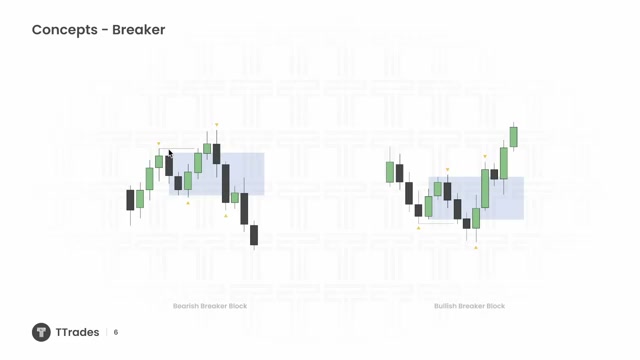 Concepts - Breaker
Bearish Breaker Block
Bullish Breaker Block
TTrades
6